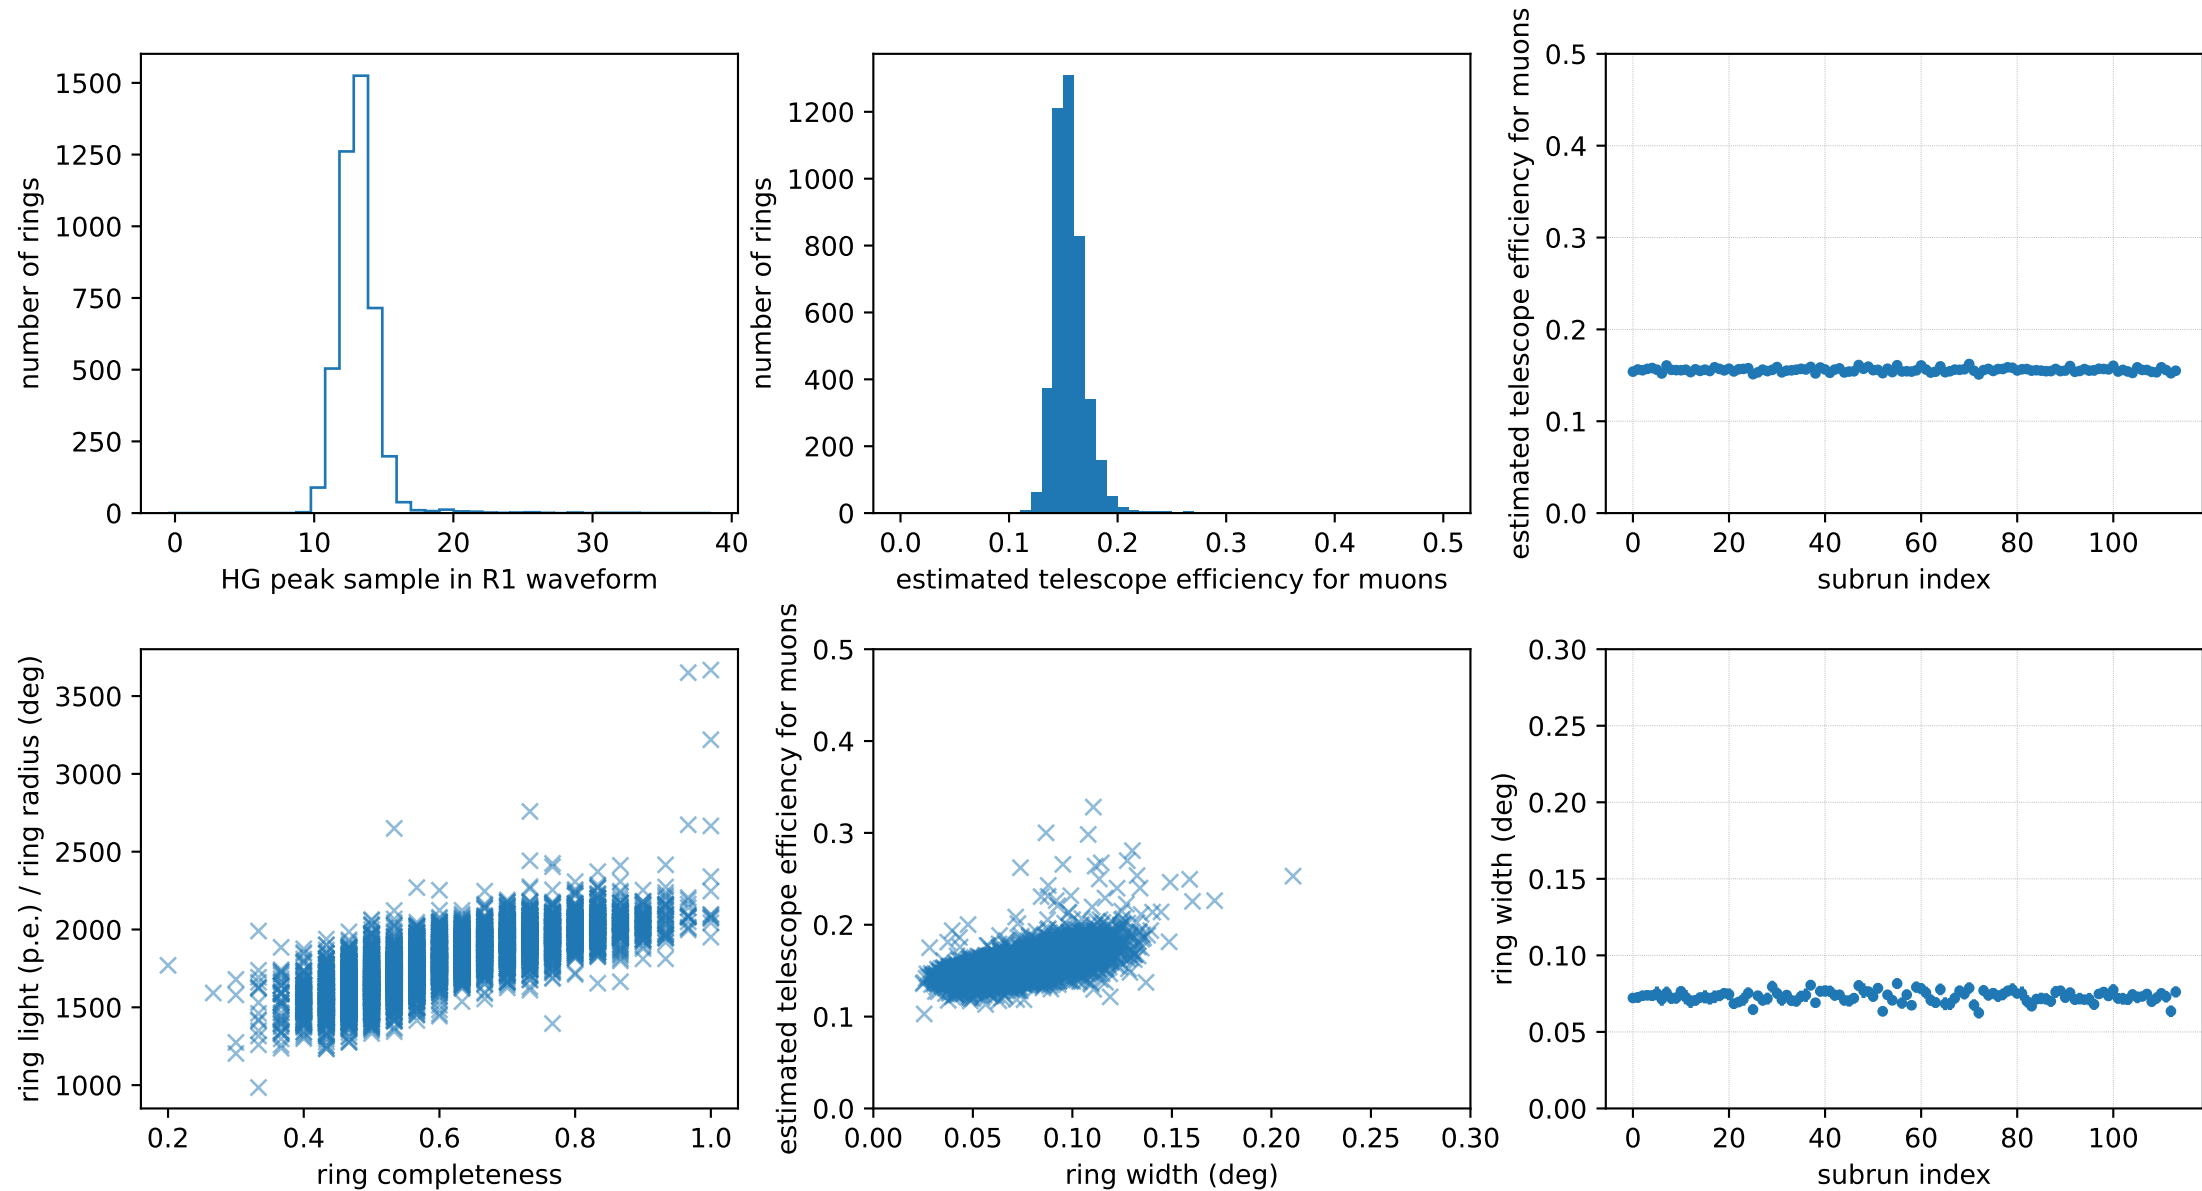 number of rings
1500
1250
1000
750
500
250
0
0 10 20 30 40
HG peak sample in R1 waveform
number of rings
1200
1000
800
600
400
200
0
0.0 0.1 0.2 0.3 0.4 0.5
estimated telescope efficiency for muons
estimated telescope efficiency for muons
0.5
0.4
0.3
0.2
0.1
0.0
0 20 40 60 80 100
subrun index
ring light (p.e.) / ring radius (deg)
3500
3000
2500
2000
1500
1000
0.2 0.4 0.6 0.8 1.0
ring completeness
estimated telescope efficiency for muons
0.5
0.4
0.3
0.2
0.1
0.0
0.00 0.05 0.10 0.15 0.20 0.25 0.30
ring width (deg)
ring width (deg)
0.30
0.25
0.20
0.15
0.10
0.05
0.00
0 20 40 60 80 100
subrun index